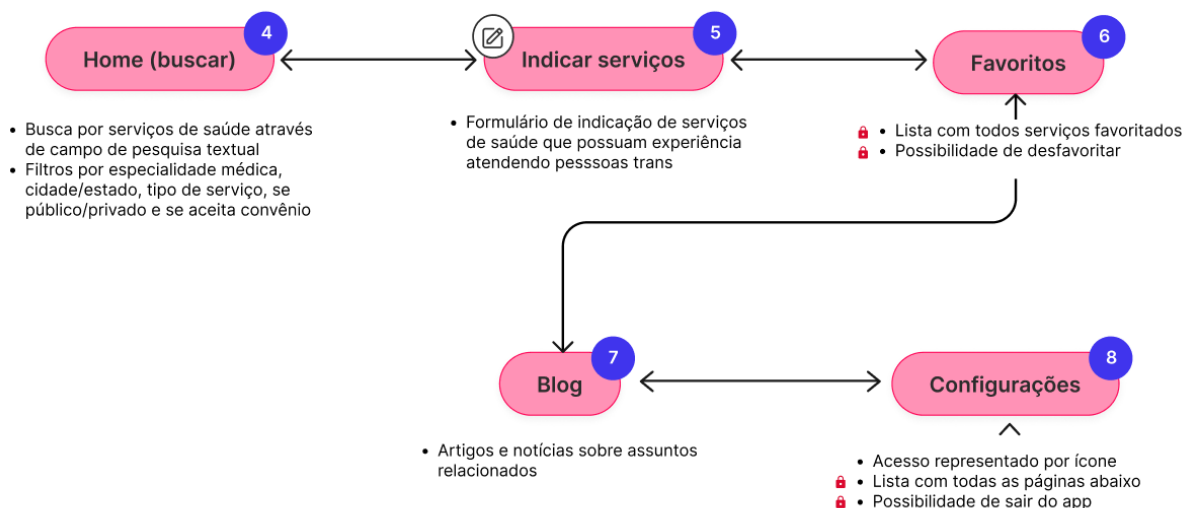 4
Home (buscar)
5
Indicar serviços
6
Favoritos
• Busca por serviços de saúde através
de campo de pesquisa textual
• Filtros por especialidade médica,
cidade/estado, tipo de serviço, se
público/privado e se aceita convênio
• Formulário de indicação de serviços
de saúde que possuam experiência
atendendo pesssoas trans
• Lista com todos serviços favoritados
• Possibilidade de desfavoritar
7
Blog
8
Configurações
• Artigos e notícias sobre assuntos
relacionados
• Acesso representado por ícone
• Lista com todas as páginas abaixo
• Possibilidade de sair do app